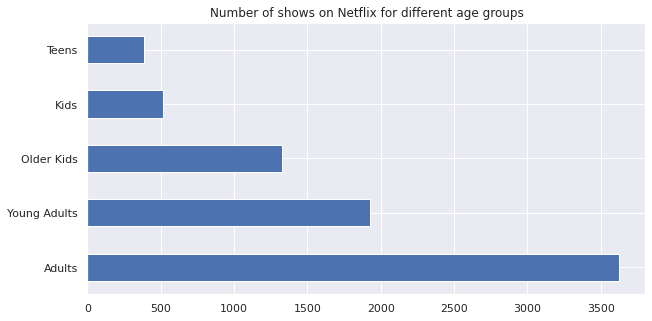 Number of shows on Netflix for different age groups
Teens
Kids
Older Kids
Young Adults
Adults
0 500 1000 1500 2000 2500 3000 3500